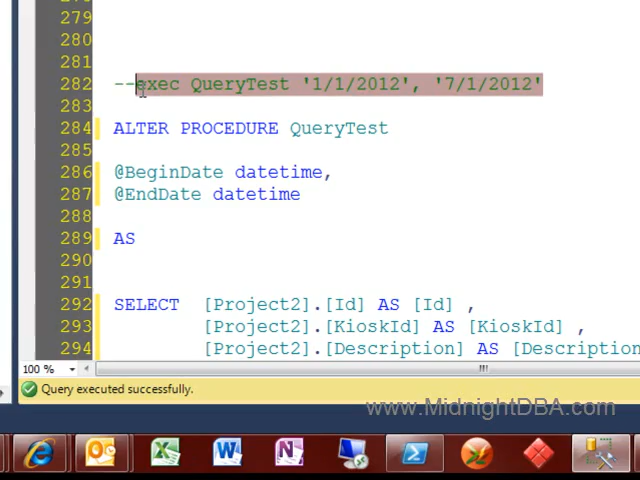 279
280
281
282 --exec QueryTest '1/1/2012', '7/1/2012'
283
284 ALTER PROCEDURE QueryTest
285
286 @BeginDate datetime,
287 @EndDate datetime
288
289 AS
290
291
292 SELECT [Project2].[Id] AS [Id] ,
293 [Project2].[KioskId] AS [KioskId] ,
294 [Project2].[Description] AS [Description
100 %
Query executed successfully.
www.MidnightDBA.com